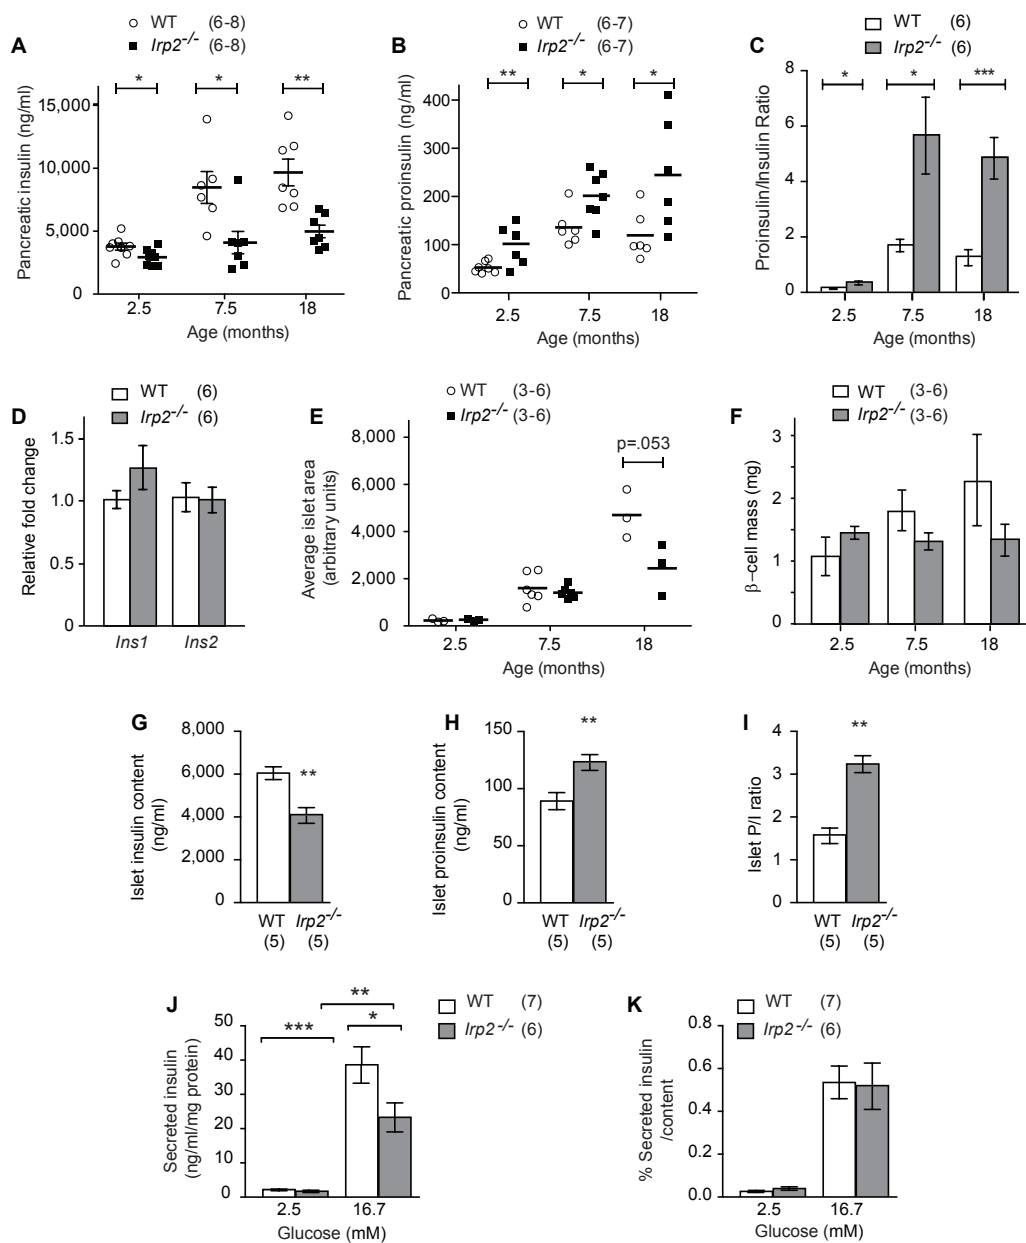 A
WT (6-8)
Irp2-/- (6-8)
Pancreatic insulin (ng/ml)
15,000
10,000
5,000
0
* * **
2.5 7.5 18
Age (months)
B
WT (6-7)
Irp2-/- (6-7)
Pancreatic proinsulin (ng/ml)
400
300
200
100
0
** * *
2.5 7.5 18
Age (months)
C
WT (6)
Irp2-/- (6)
Proinsulin/Insulin Ratio
8
6
4
2
0
* * ***
2.5 7.5 18
Age (months)
D
WT (6)
Irp2-/- (6)
Relative fold change
1.5
1.0
0.5
0
Ins1 Ins2
E
WT (3-6)
Irp2-/- (3-6)
Average islet area
(arbitrary units)
8,000
6,000
4,000
2,000
0
p=.053
2.5 7.5 18
Age (months)
F
WT (3-6)
Irp2-/- (3-6)
β-cell mass (mg)
3
2
1
0
2.5 7.5 18
Age (months)
G
Islet insulin content
(ng/ml)
8,000
6,000
4,000
2,000
0
**
WT Irp2-/-
(5) (5)
H
Islet proinsulin content
(ng/ml)
150
100
50
0
**
WT Irp2-/-
(5) (5)
I
Islet P/I ratio
4
3
2
1
0
**
WT Irp2-/-
(5) (5)
J
WT (7)
Irp2-/- (6)
Secreted insulin
(ng/ml/mg protein)
50
40
30
20
10
0
**
*** *
2.5 16.7
Glucose (mM)
K
WT (7)
Irp2-/- (6)
% Secreted insulin
/content
0.8
0.6
0.4
0.2
0.0
2.5 16.7
Glucose (mM)